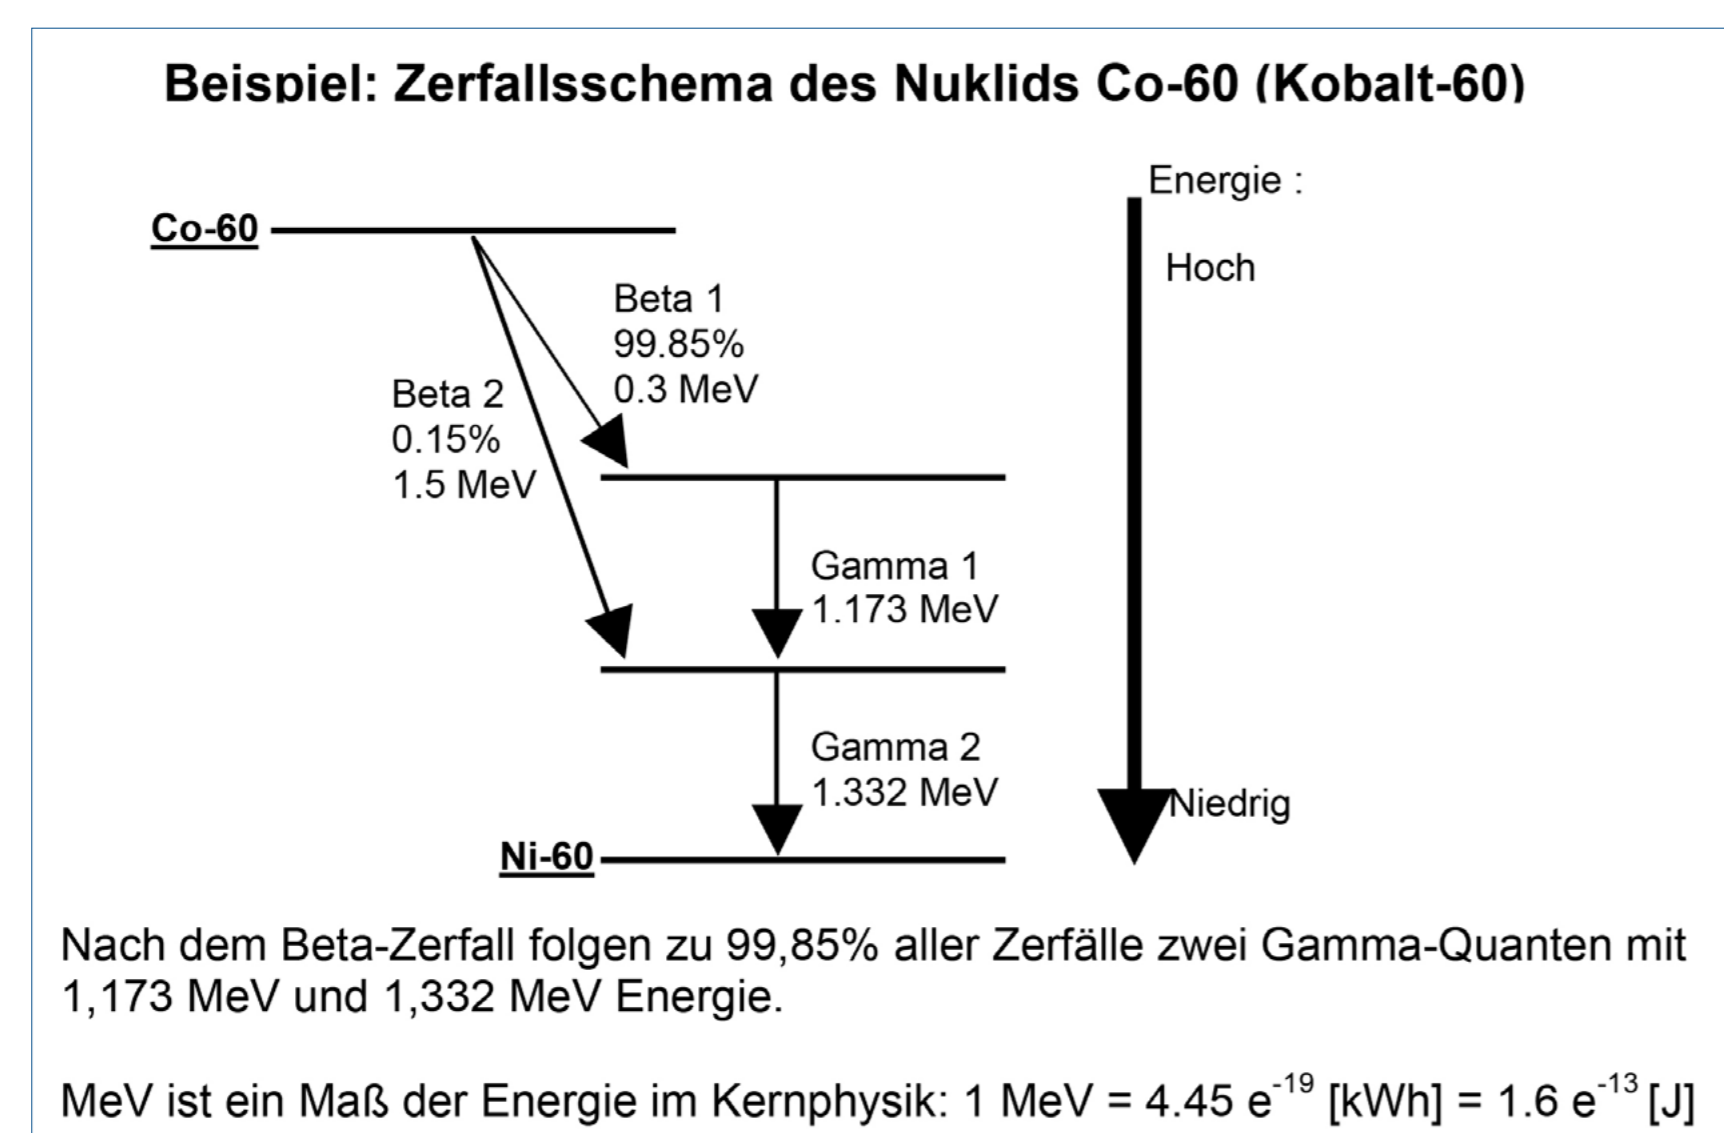 Beispiel: Zerfallsschema des Nuklids Co-60 (Kobalt-60)
Energie :
Co-60
Hoch
Beta 1
99.85%
0.3 MeV
Beta 2
0.15%
1.5 MeV
Gamma 1
1.173 MeV
Gamma 2
1.332 MeV
Niedrig
Ni-60
Nach dem Beta-Zerfall folgen zu 99,85% aller Zerfälle zwei Gamma-Quanten mit
1,173 MeV und 1,332 MeV Energie.
MeV ist ein Maß der Energie im Kernphysik: 1 MeV = 4.45 e⁻¹⁹ [kWh] = 1.6 e⁻¹³ [J]